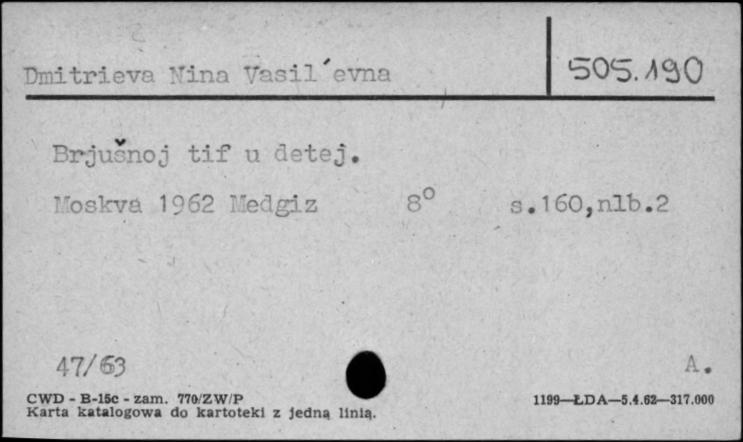 Dmitrieva Nina Vasil´evna
505.190
Brjušnoj tif u detej.
Moskva 1962 Medgiz 8° s.160,nlb.2
47/63
A.
CWD - B-15c - zam. 770/ZW/P
Karta katalogowa do kartoteki z jedną linią.
1199—ŁDA—5.4.62—317.000